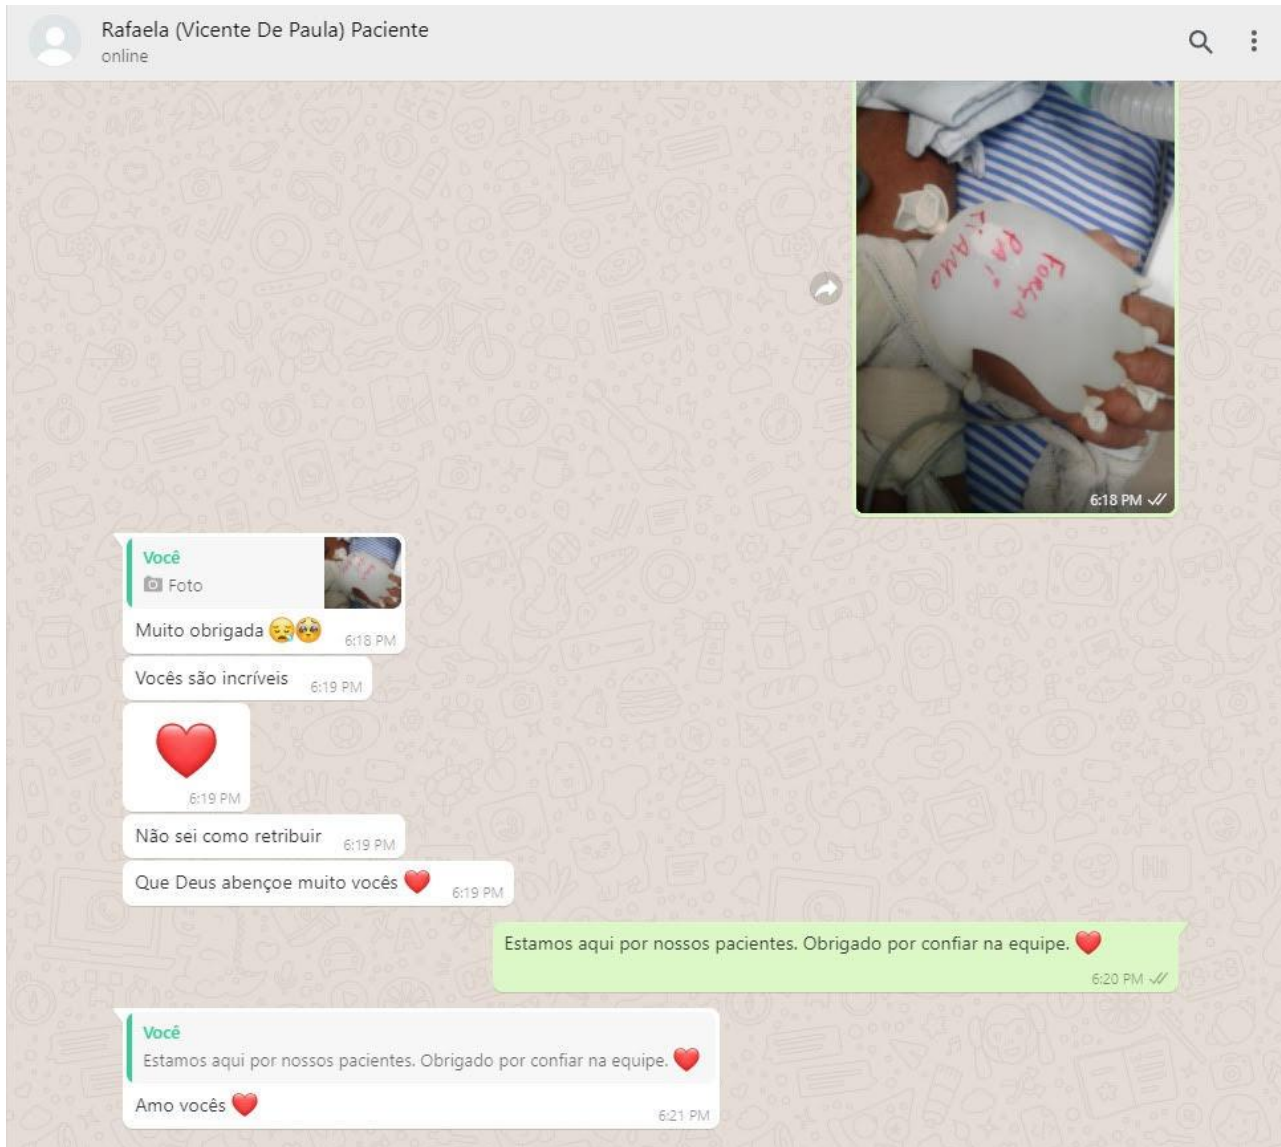 Rafaela (Vicente De Paula) Paciente
online
FORÇA
PAI
TI AMO
6:18 PM
Você
Foto
Muito obrigada 😪🥺
6:18 PM
Vocês são incríveis
6:19 PM
❤️
6:19 PM
Não sei como retribuir
6:19 PM
Que Deus abençoe muito vocês ❤️
6:19 PM
Estamos aqui por nossos pacientes. Obrigado por confiar na equipe. ❤️
6:20 PM
Você
Estamos aqui por nossos pacientes. Obrigado por confiar na equipe. ❤️
Amo vocês ❤️
6:21 PM